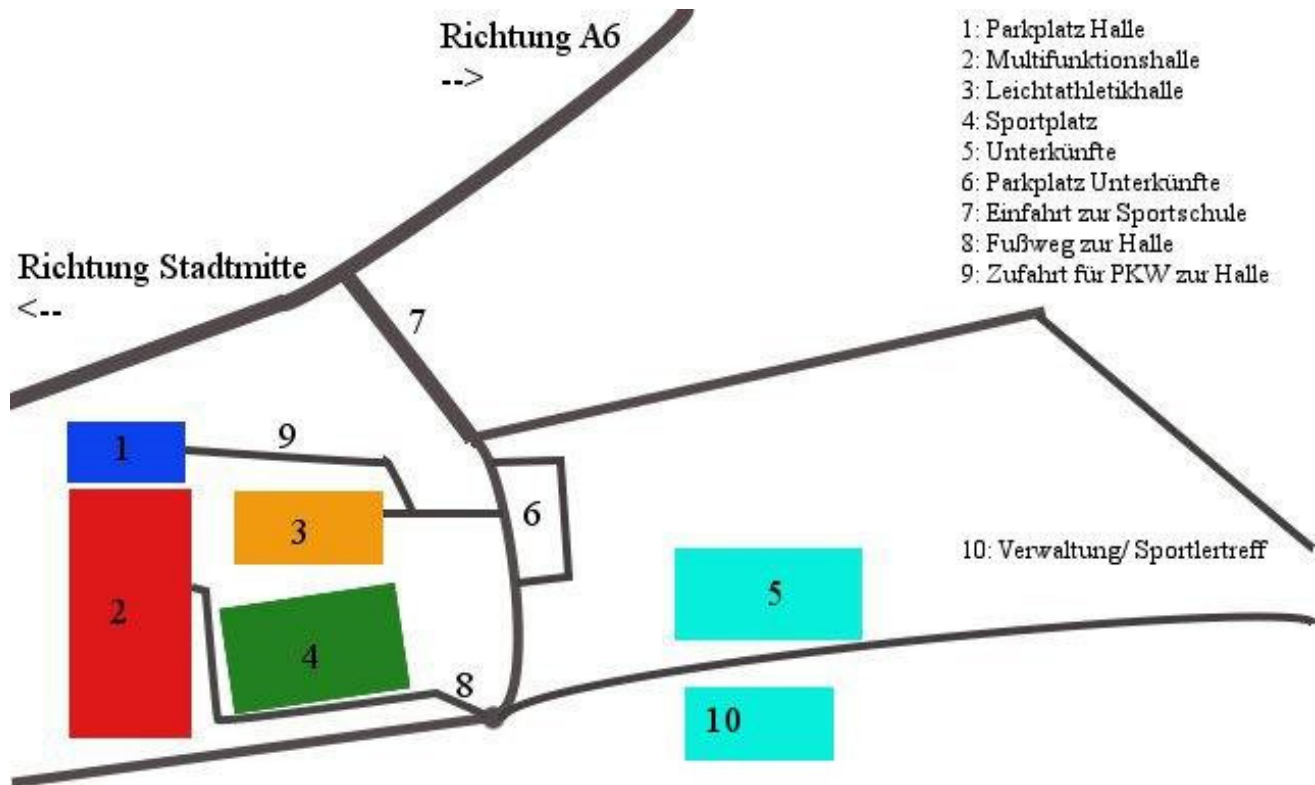 Richtung A6
-->
1: Parkplatz Halle
2: Multifunktionshalle
3: Leichtathletikhalle
4: Sportplatz
5: Unterkünfte
6: Parkplatz Unterkünfte
7: Einfahrt zur Sportschule
8: Fußweg zur Halle
9: Zufahrt für PKW zur Halle
Richtung Stadtmitte
<--
7
1
9
3
6
10: Verwaltung/ Sportlertreff
2
5
4
8
10